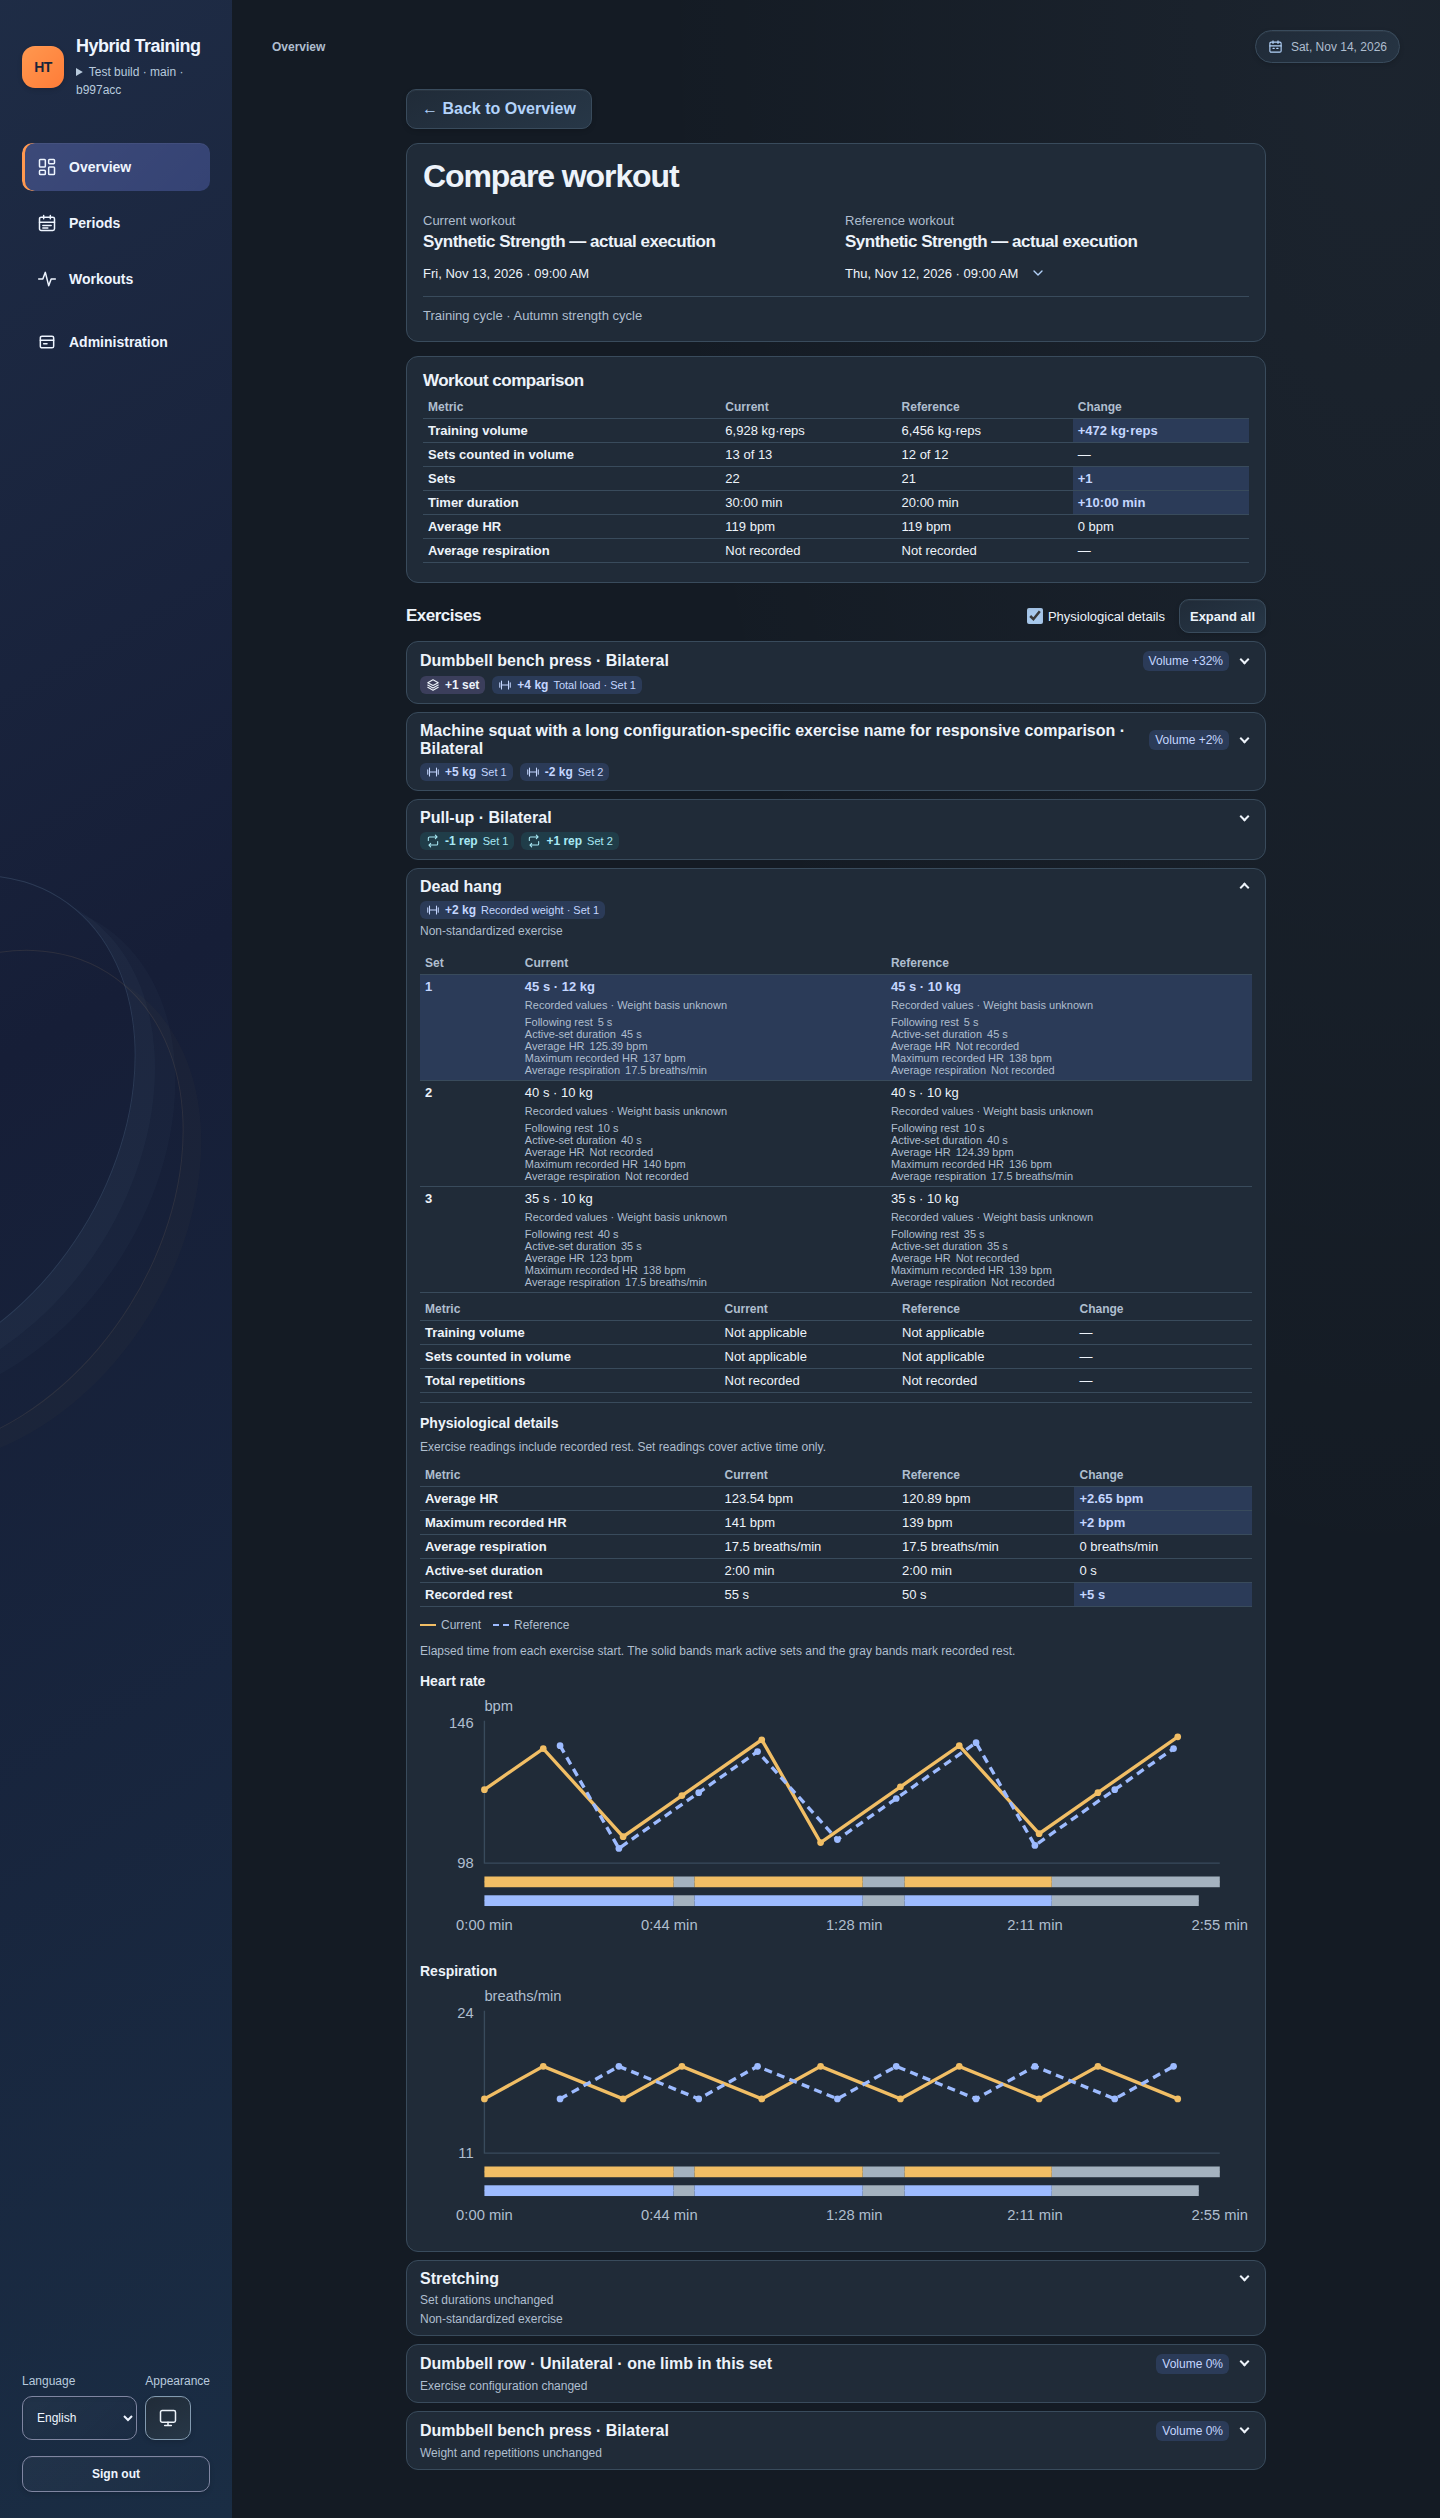 HT
Hybrid Training
Test build · main ·
b997acc
Overview
Periods
Workouts
Administration
Language
Appearance
English
Sign out
Overview
Sat, Nov 14, 2026
← Back to Overview
Compare workout
Current workout
Synthetic Strength — actual execution
Fri, Nov 13, 2026 · 09:00 AM
Reference workout
Synthetic Strength — actual execution
Thu, Nov 12, 2026 · 09:00 AM
Training cycle · Autumn strength cycle
Workout comparison
Metric Current Reference Change
Training volume 6,928 kg·reps 6,456 kg·reps +472 kg·reps
Sets counted in volume 13 of 13 12 of 12 —
Sets 22 21 +1
Timer duration 30:00 min 20:00 min +10:00 min
Average HR 119 bpm 119 bpm 0 bpm
Average respiration Not recorded Not recorded —
Exercises
Physiological details
Expand all
Dumbbell bench press · Bilateral
Volume +32%
+1 set +4 kg Total load · Set 1
Machine squat with a long configuration-specific exercise name for responsive comparison ·
Bilateral
Volume +2%
+5 kg Set 1 -2 kg Set 2
Pull-up · Bilateral
-1 rep Set 1 +1 rep Set 2
Dead hang
+2 kg Recorded weight · Set 1
Non-standardized exercise
Set Current Reference
1 45 s · 12 kg 45 s · 10 kg
Recorded values · Weight basis unknown Recorded values · Weight basis unknown
Following rest 5 s Following rest 5 s
Active-set duration 45 s Active-set duration 45 s
Average HR 125.39 bpm Average HR Not recorded
Maximum recorded HR 137 bpm Maximum recorded HR 138 bpm
Average respiration 17.5 breaths/min Average respiration Not recorded
2 40 s · 10 kg 40 s · 10 kg
Recorded values · Weight basis unknown Recorded values · Weight basis unknown
Following rest 10 s Following rest 10 s
Active-set duration 40 s Active-set duration 40 s
Average HR Not recorded Average HR 124.39 bpm
Maximum recorded HR 140 bpm Maximum recorded HR 136 bpm
Average respiration Not recorded Average respiration 17.5 breaths/min
3 35 s · 10 kg 35 s · 10 kg
Recorded values · Weight basis unknown Recorded values · Weight basis unknown
Following rest 40 s Following rest 35 s
Active-set duration 35 s Active-set duration 35 s
Average HR 123 bpm Average HR Not recorded
Maximum recorded HR 138 bpm Maximum recorded HR 139 bpm
Average respiration 17.5 breaths/min Average respiration Not recorded
Metric Current Reference Change
Training volume Not applicable Not applicable —
Sets counted in volume Not applicable Not applicable —
Total repetitions Not recorded Not recorded —
Physiological details
Exercise readings include recorded rest. Set readings cover active time only.
Metric Current Reference Change
Average HR 123.54 bpm 120.89 bpm +2.65 bpm
Maximum recorded HR 141 bpm 139 bpm +2 bpm
Average respiration 17.5 breaths/min 17.5 breaths/min 0 breaths/min
Active-set duration 2:00 min 2:00 min 0 s
Recorded rest 55 s 50 s +5 s
Current Reference
Elapsed time from each exercise start. The solid bands mark active sets and the gray bands mark recorded rest.
Heart rate
bpm
146
98
0:00 min 0:44 min 1:28 min 2:11 min 2:55 min
Respiration
breaths/min
24
11
0:00 min 0:44 min 1:28 min 2:11 min 2:55 min
Stretching
Set durations unchanged
Non-standardized exercise
Dumbbell row · Unilateral · one limb in this set
Volume 0%
Exercise configuration changed
Dumbbell bench press · Bilateral
Volume 0%
Weight and repetitions unchanged